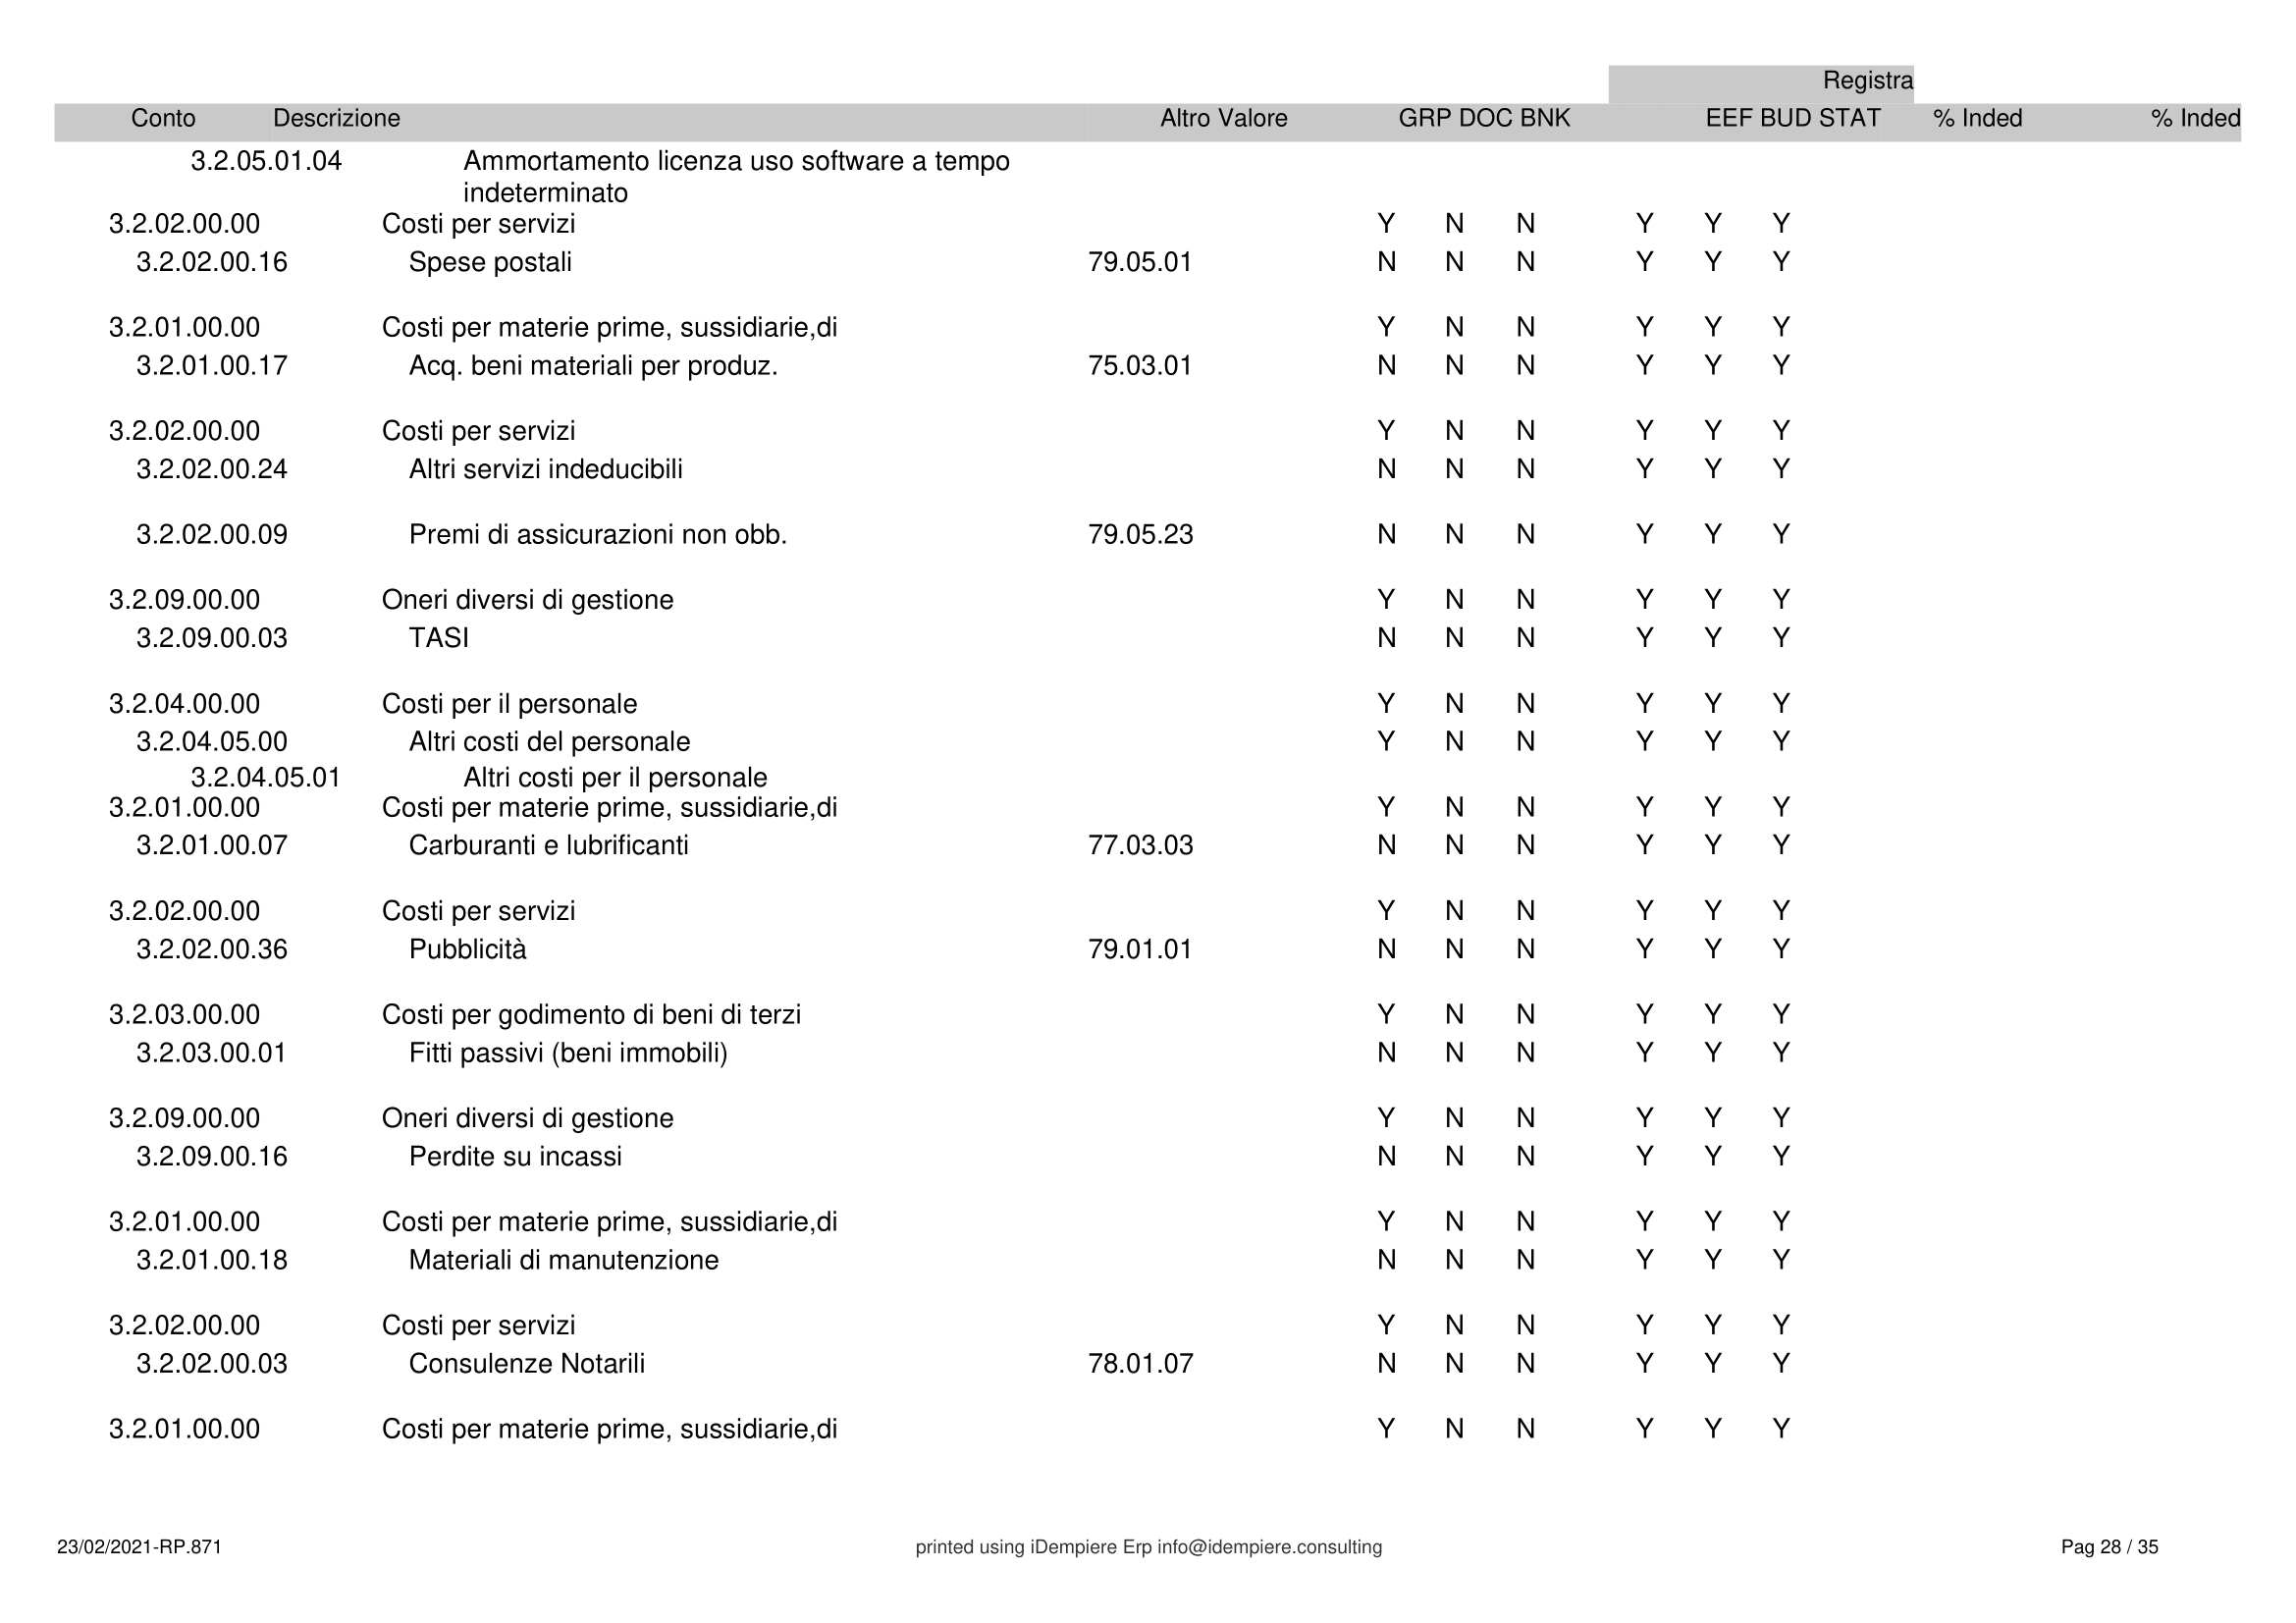 Registra
Conto Descrizione Altro Valore GRP DOC BNK EEF BUD STAT % Inded % Inded
3.2.05.01.04 Ammortamento licenza uso software a tempo
indeterminato
3.2.02.00.00 Costi per servizi Y N N Y Y Y
3.2.02.00.16 Spese postali 79.05.01 N N N Y Y Y
3.2.01.00.00 Costi per materie prime, sussidiarie,di Y N N Y Y Y
3.2.01.00.17 Acq. beni materiali per produz. 75.03.01 N N N Y Y Y
3.2.02.00.00 Costi per servizi Y N N Y Y Y
3.2.02.00.24 Altri servizi indeducibili N N N Y Y Y
3.2.02.00.09 Premi di assicurazioni non obb. 79.05.23 N N N Y Y Y
3.2.09.00.00 Oneri diversi di gestione Y N N Y Y Y
3.2.09.00.03 TASI N N N Y Y Y
3.2.04.00.00 Costi per il personale Y N N Y Y Y
3.2.04.05.00 Altri costi del personale Y N N Y Y Y
3.2.04.05.01 Altri costi per il personale
3.2.01.00.00 Costi per materie prime, sussidiarie,di Y N N Y Y Y
3.2.01.00.07 Carburanti e lubrificanti 77.03.03 N N N Y Y Y
3.2.02.00.00 Costi per servizi Y N N Y Y Y
3.2.02.00.36 Pubblicità 79.01.01 N N N Y Y Y
3.2.03.00.00 Costi per godimento di beni di terzi Y N N Y Y Y
3.2.03.00.01 Fitti passivi (beni immobili) N N N Y Y Y
3.2.09.00.00 Oneri diversi di gestione Y N N Y Y Y
3.2.09.00.16 Perdite su incassi N N N Y Y Y
3.2.01.00.00 Costi per materie prime, sussidiarie,di Y N N Y Y Y
3.2.01.00.18 Materiali di manutenzione N N N Y Y Y
3.2.02.00.00 Costi per servizi Y N N Y Y Y
3.2.02.00.03 Consulenze Notarili 78.01.07 N N N Y Y Y
3.2.01.00.00 Costi per materie prime, sussidiarie,di Y N N Y Y Y
23/02/2021-RP.871 printed using iDempiere Erp info@idempiere.consulting Pag 28 / 35